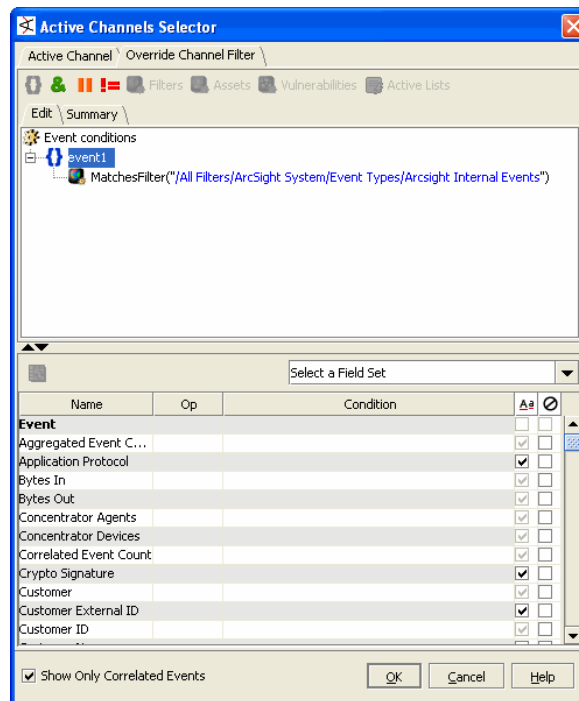 Active Channels Selector
Active Channel Override Channel Filter
& != Filters Assets Vulnerabilities Active Lists
Edit Summary
Event conditions
{} event1
MatchesFilter("/All Filters/ArcSight System/Event Types/Arcsight Internal Events")
Select a Field Set
Name Op Condition Aa
Event
Aggregated Event C...
Application Protocol
Bytes In
Bytes Out
Concentrator Agents
Concentrator Devices
Correlated Event Count
Crypto Signature
Customer
Customer External ID
Customer ID
Show Only Correlated Events OK Cancel Help